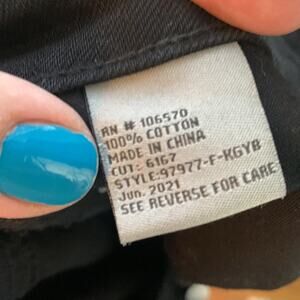 RN # 106570
100% COTTON
MADE IN CHINA
CUT: 6167
STYLE:97977-F-KGYB
Jun. 2021
SEE REVERSE FOR CARE